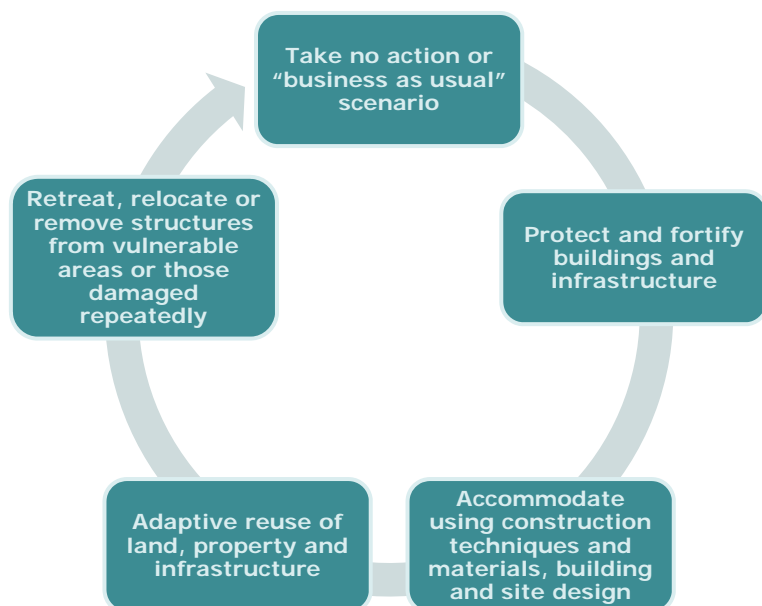 Take no action or
“business as usual”
scenario
Protect and fortify
buildings and
infrastructure
Accommodate
using construction
techniques and
materials, building
and site design
Adaptive reuse of
land, property and
infrastructure
Retreat, relocate or
remove structures
from vulnerable
areas or those
damaged
repeatedly